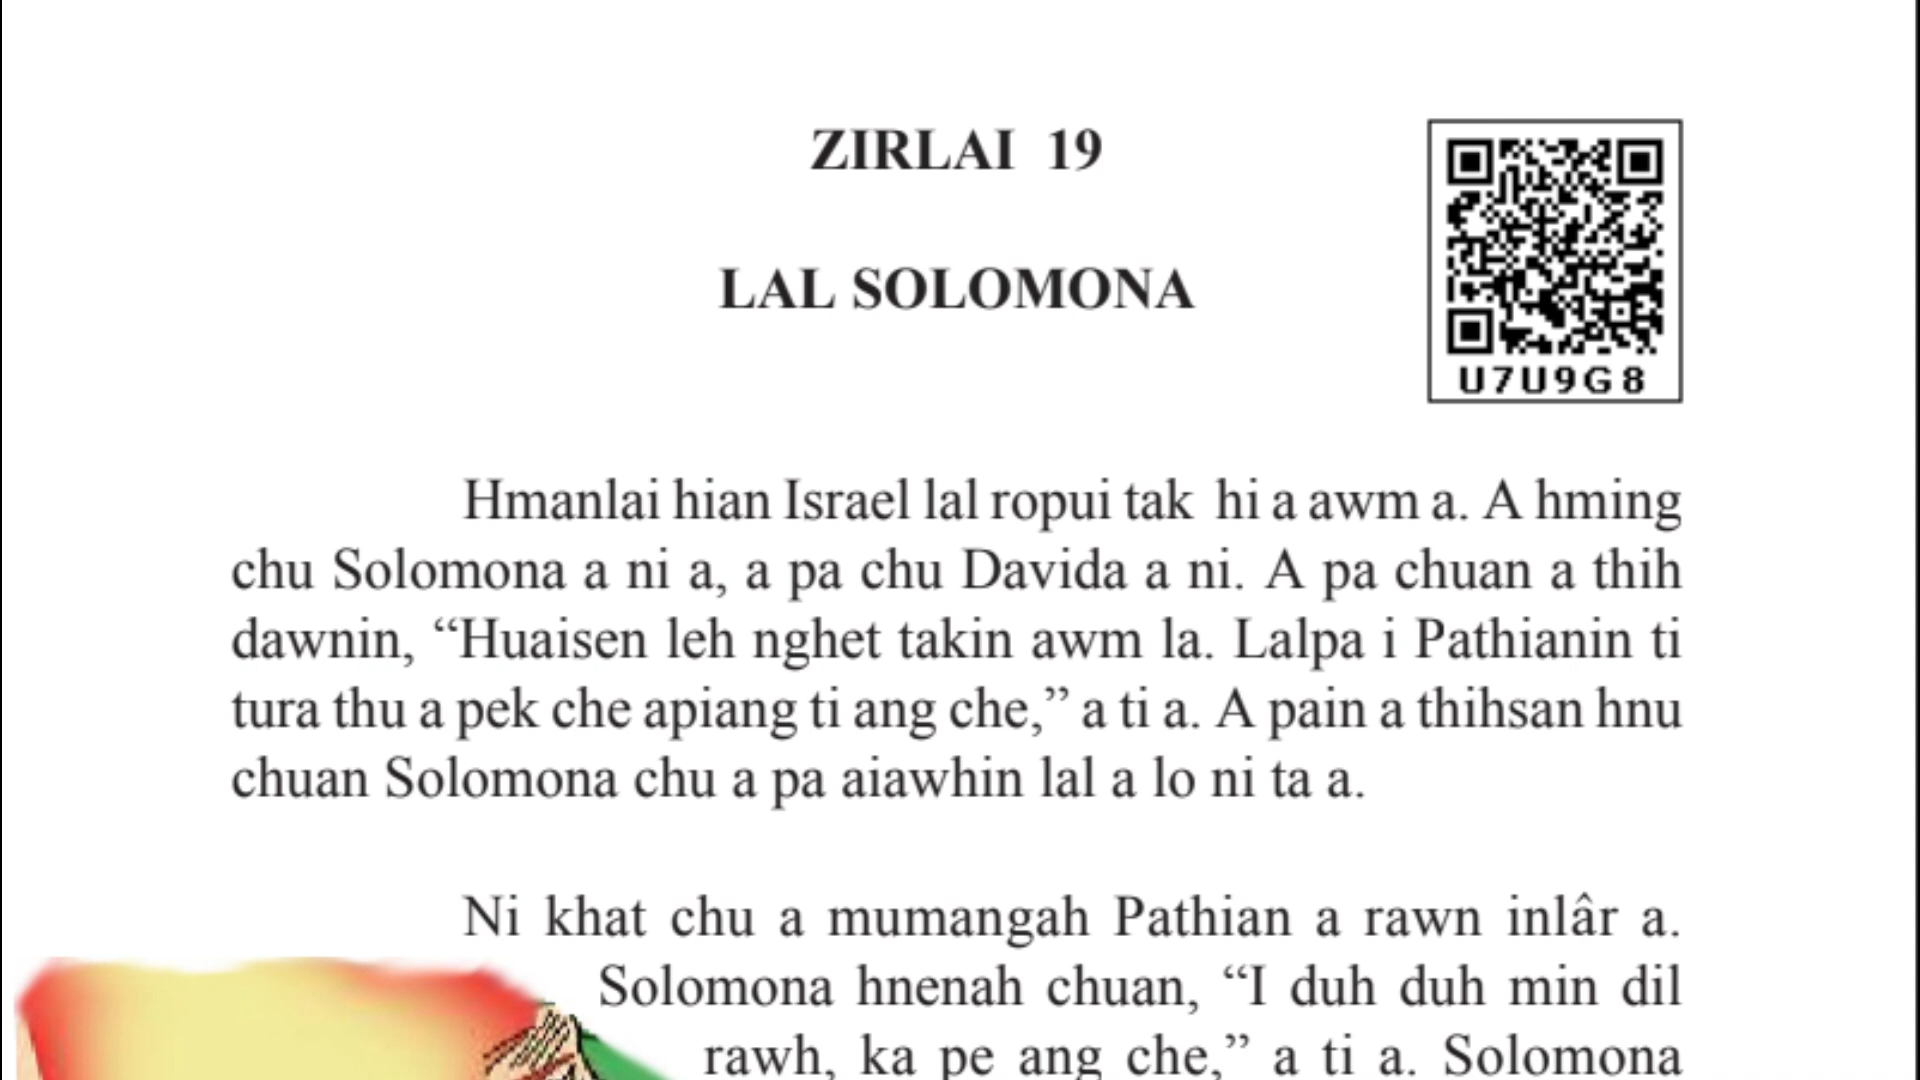 ZIRLAI 19
LAL SOLOMONA
U7U9G8
Hmanlai hian Israel lal ropui tak hi a awm a. A hming
chu Solomona a ni a, a pa chu Davida a ni. A pa chuan a thih
dawnin, “Huaisen leh nghet takin awm la. Lalpa i Pathianin ti
tura thu a pek che apiang ti ang che,” a ti a. A pain a thihsan hnu
chuan Solomona chu a pa aiawhin lal a lo ni ta a.
Ni khat chu a mumangah Pathian a rawn inlâr a.
Solomona hnenah chuan, “I duh duh min dil
rawh, ka pe ang che,” a ti a. Solomona